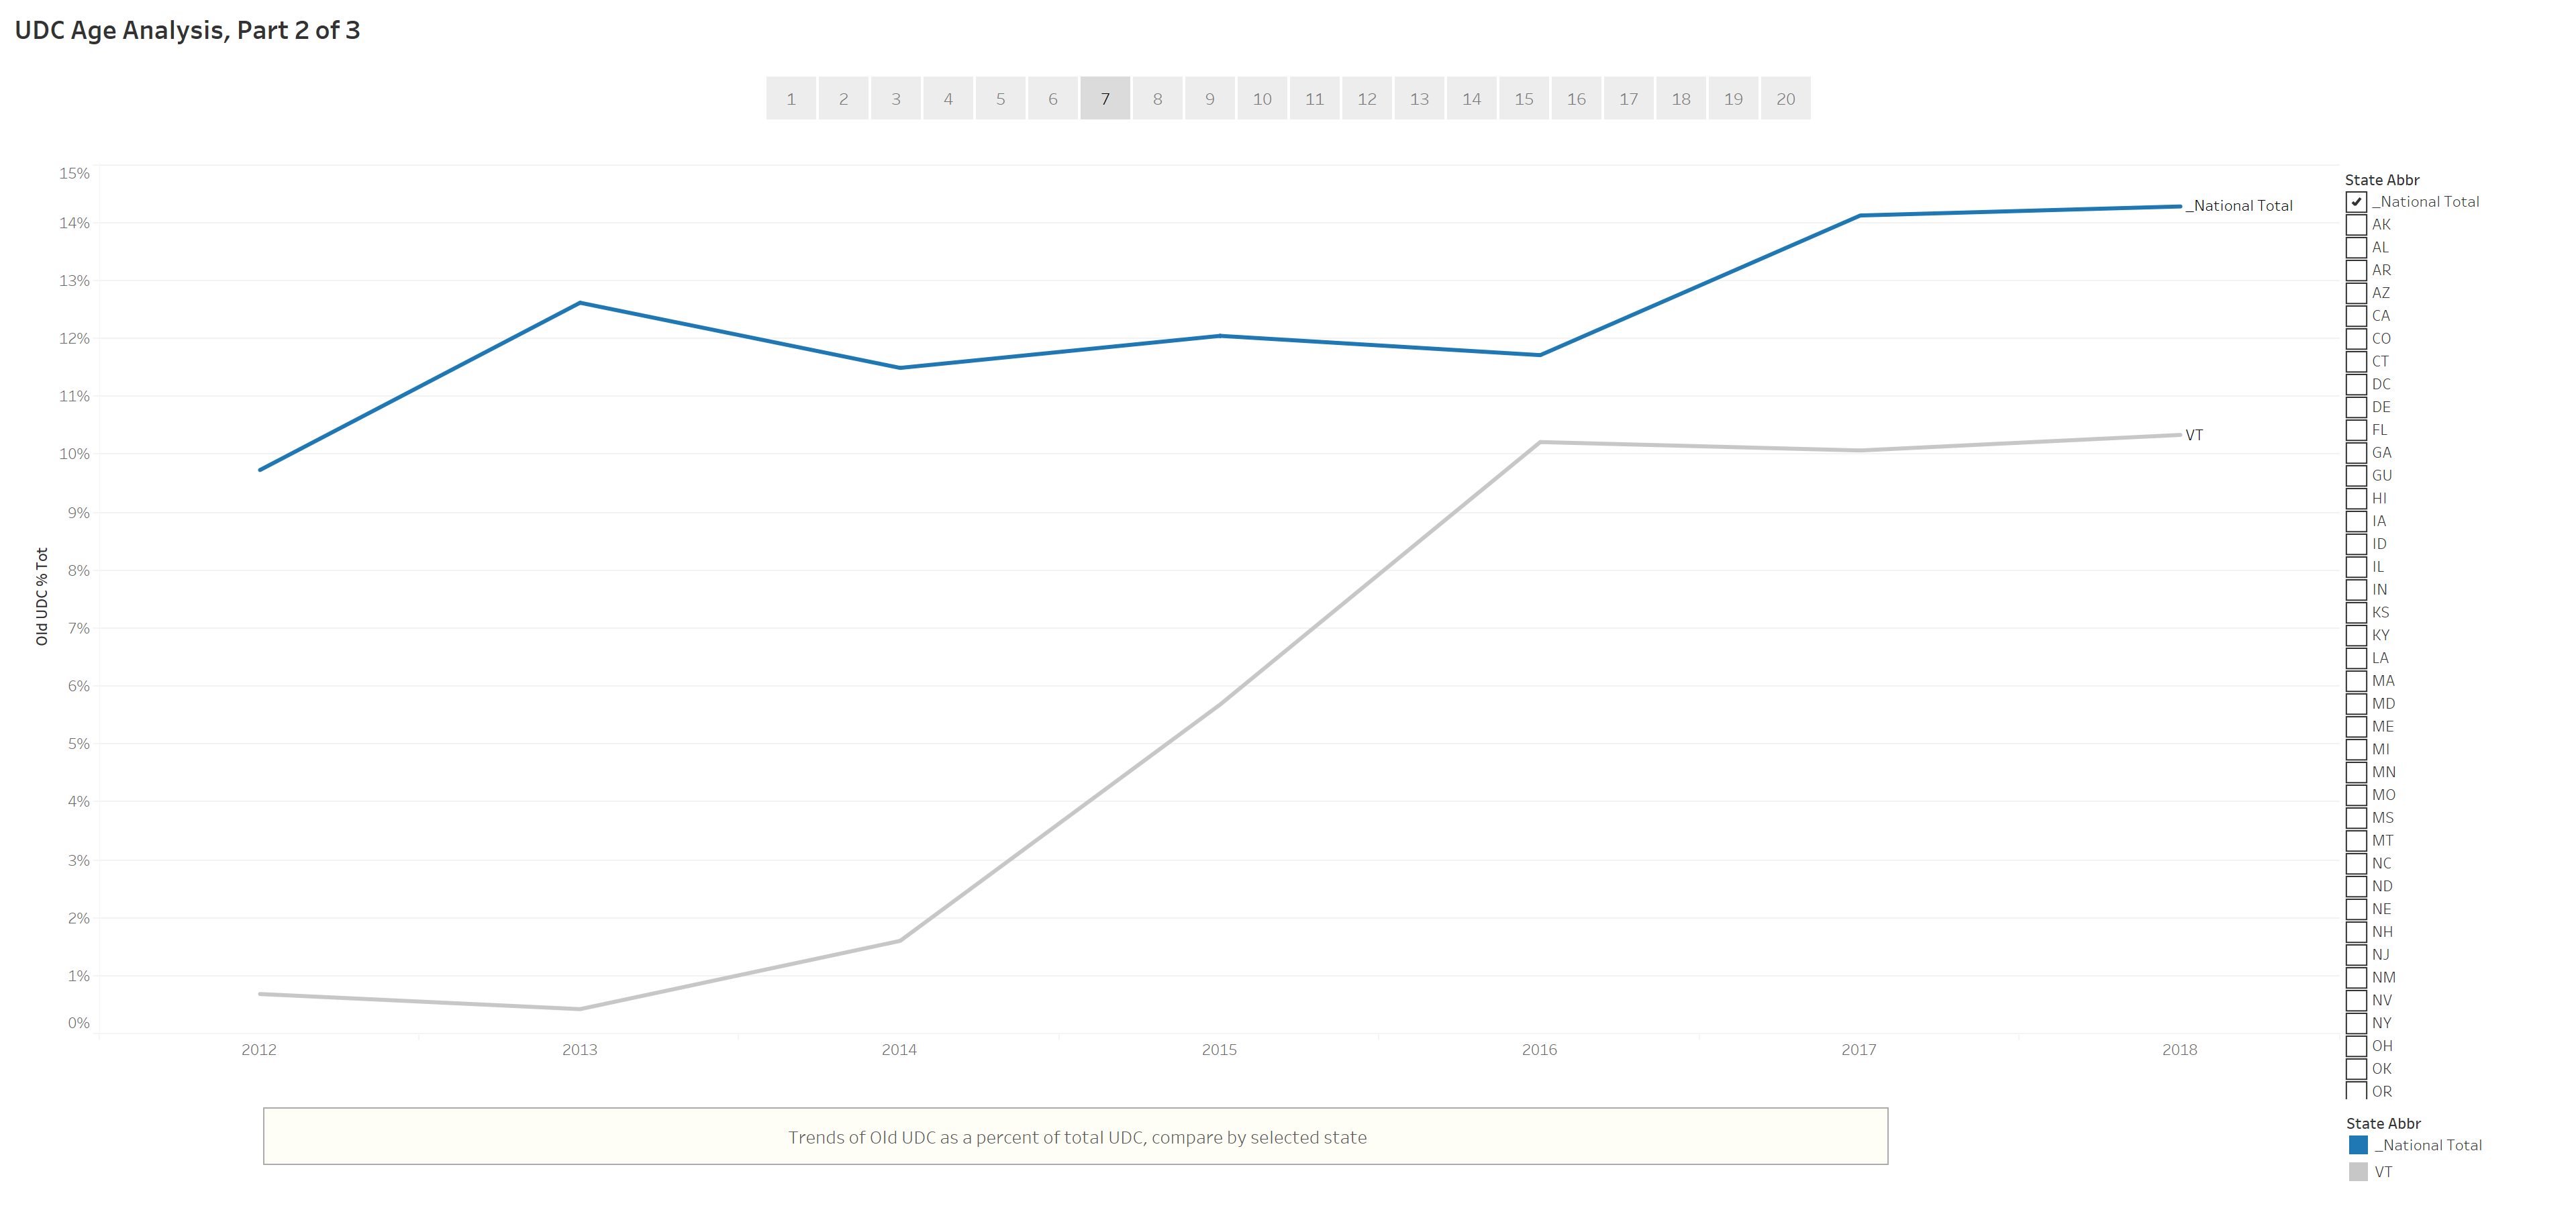 UDC Age Analysis, Part 2 of 3
1 2 3 4 5 6 7 8 9 10 11 12 13 14 15 16 17 18 19 20
15%
14%
13%
12%
11%
10%
9%
8%
7%
6%
5%
4%
3%
2%
1%
0%
Old UDC % Tot
_National Total
VT
2012 2013 2014 2015 2016 2017 2018
Trends of Old UDC as a percent of total UDC, compare by selected state
State Abbr
_National Total
AK
AL
AR
AZ
CA
CO
CT
DC
DE
FL
GA
GU
HI
IA
ID
IL
IN
KS
KY
LA
MA
MD
ME
MI
MN
MO
MS
MT
NC
ND
NE
NH
NJ
NM
NV
NY
OH
OK
OR
State Abbr
_National Total
VT